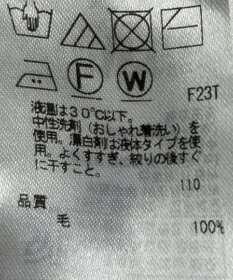 F W
F23T
液温は30℃以下。
中性洗剤（おしゃれ着洗い）を
使用。漂白剤は液体タイプを使
用。よくすすぎ、絞りの後すぐ
に干すこと。
110
品質
毛 100%